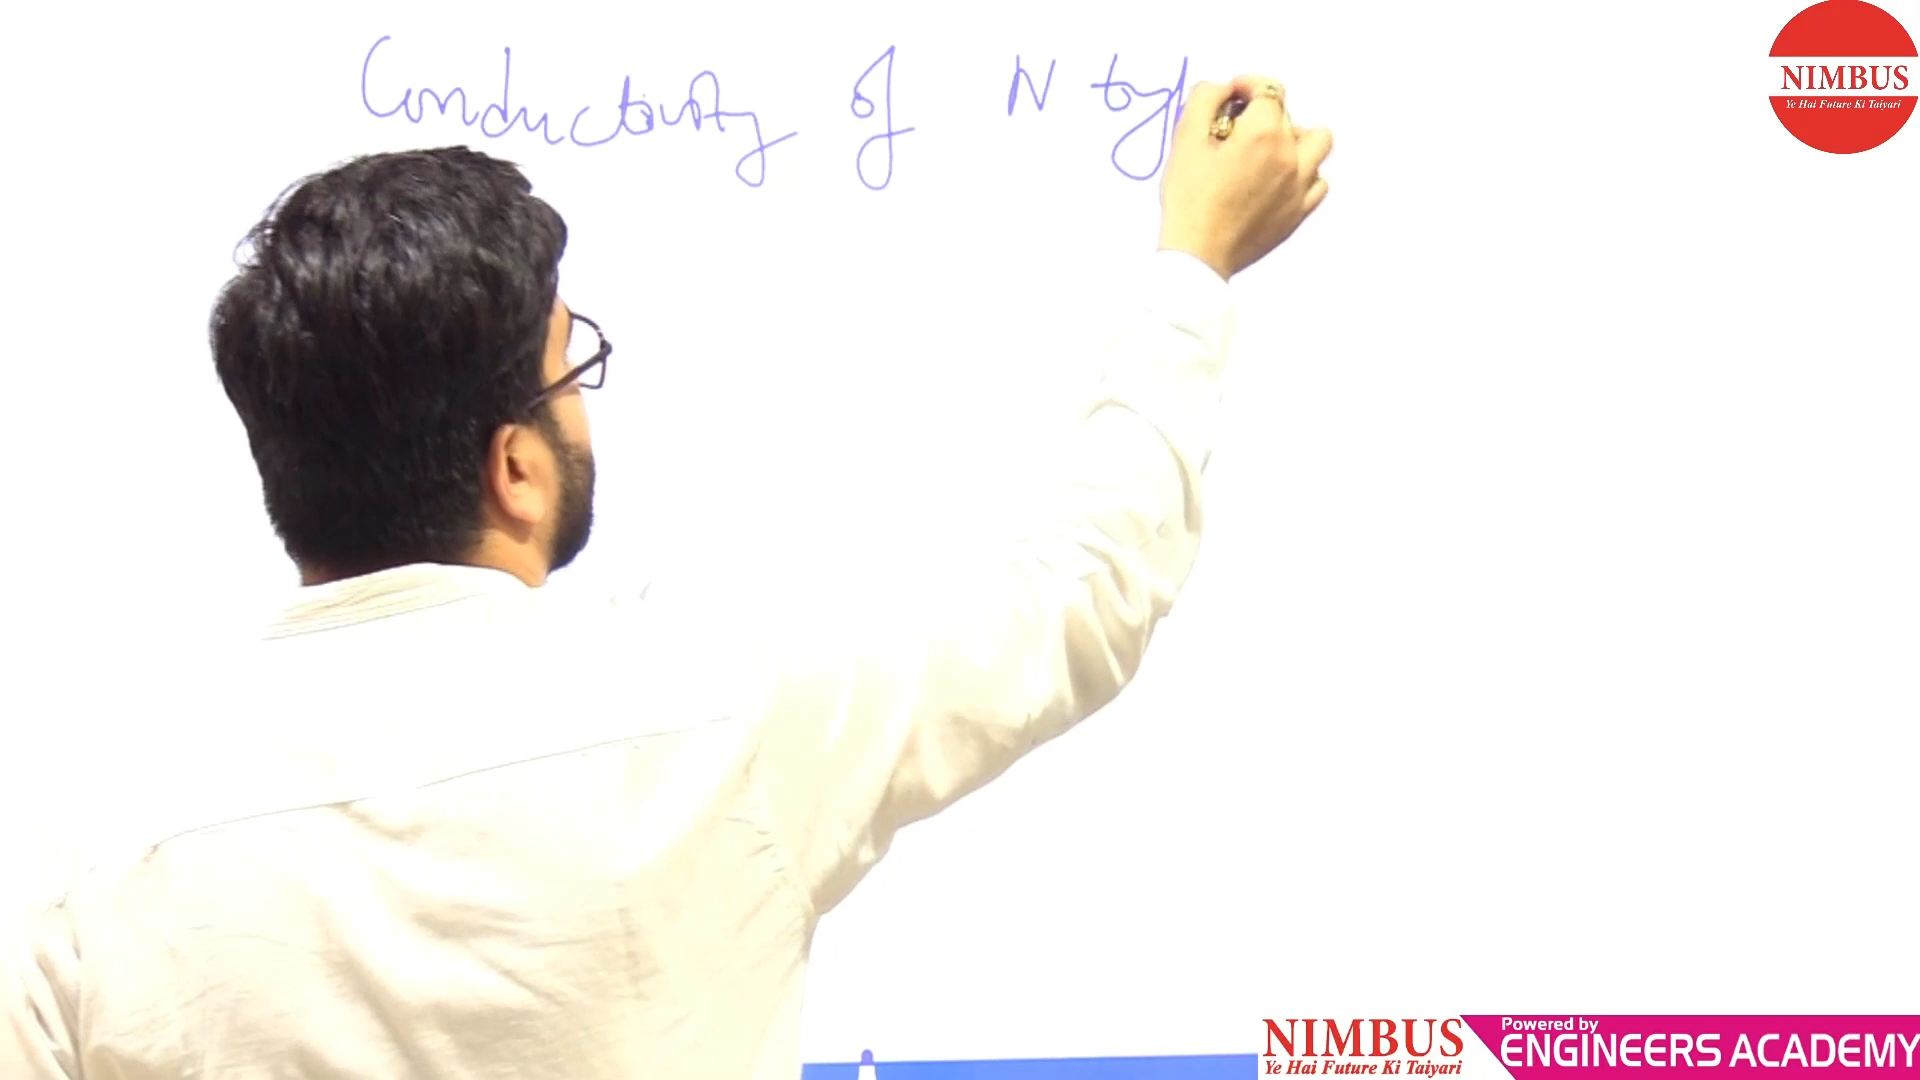 Conductivity of N typ
NIMBUS
Ye Hai Future Ki Taiyari
NIMBUS
Ye Hai Future Ki Taiyari
Powered by
ENGINEERS ACADEMY